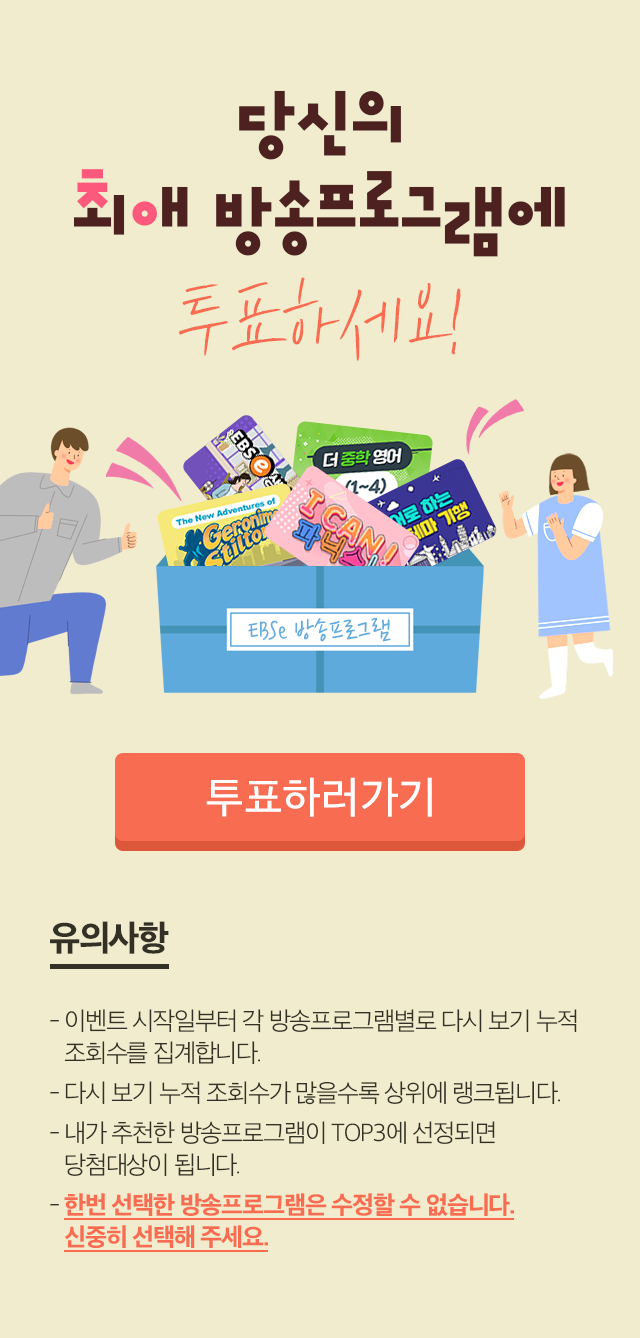 당신의
최애 방송프로그램에
투표하세요!
EBSe
더 중학 영어
(1~4)
The New Adventures of
Geronimo
Stilton
I CAN!
파닉스
하는
테마 기행
EBSe 방송프로그램
투표하러가기
유의사항
- 이벤트 시작일부터 각 방송프로그램별로 다시 보기 누적
조회수를 집계합니다.
- 다시 보기 누적 조회수가 많을수록 상위에 랭크됩니다.
- 내가 추천한 방송프로그램이 TOP3에 선정되면
당첨대상이 됩니다.
- 한번 선택한 방송프로그램은 수정할 수 없습니다.
신중히 선택해 주세요.